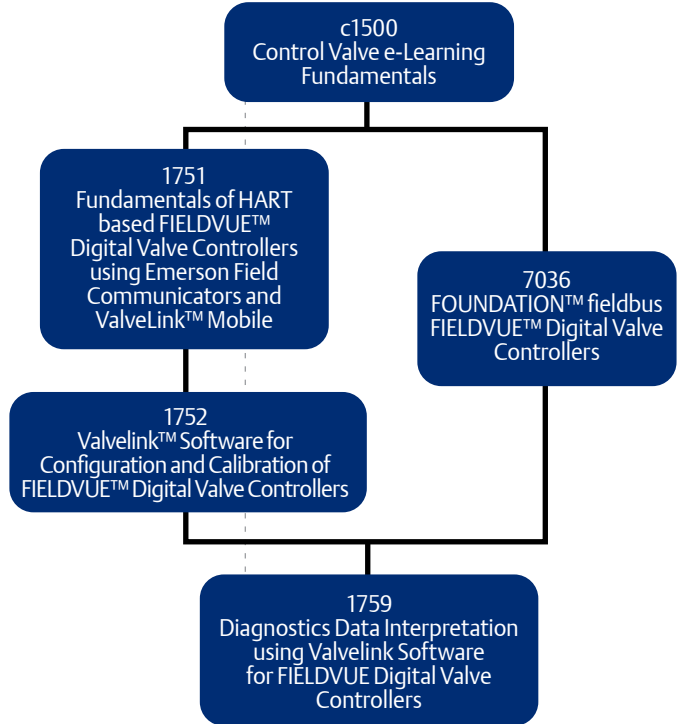 c1500
Control Valve e-Learning
Fundamentals
1751
Fundamentals of HART
based FIELDVUE™
Digital Valve Controllers
using Emerson Field
Communicators and
ValveLink™ Mobile
7036
FOUNDATION™ fieldbus
FIELDVUE™ Digital Valve
Controllers
1752
Valvelink™ Software for
Configuration and Calibration of
FIELDVUE™ Digital Valve Controllers
1759
Diagnostics Data Interpretation
using Valvelink Software
for FIELDVUE Digital Valve
Controllers